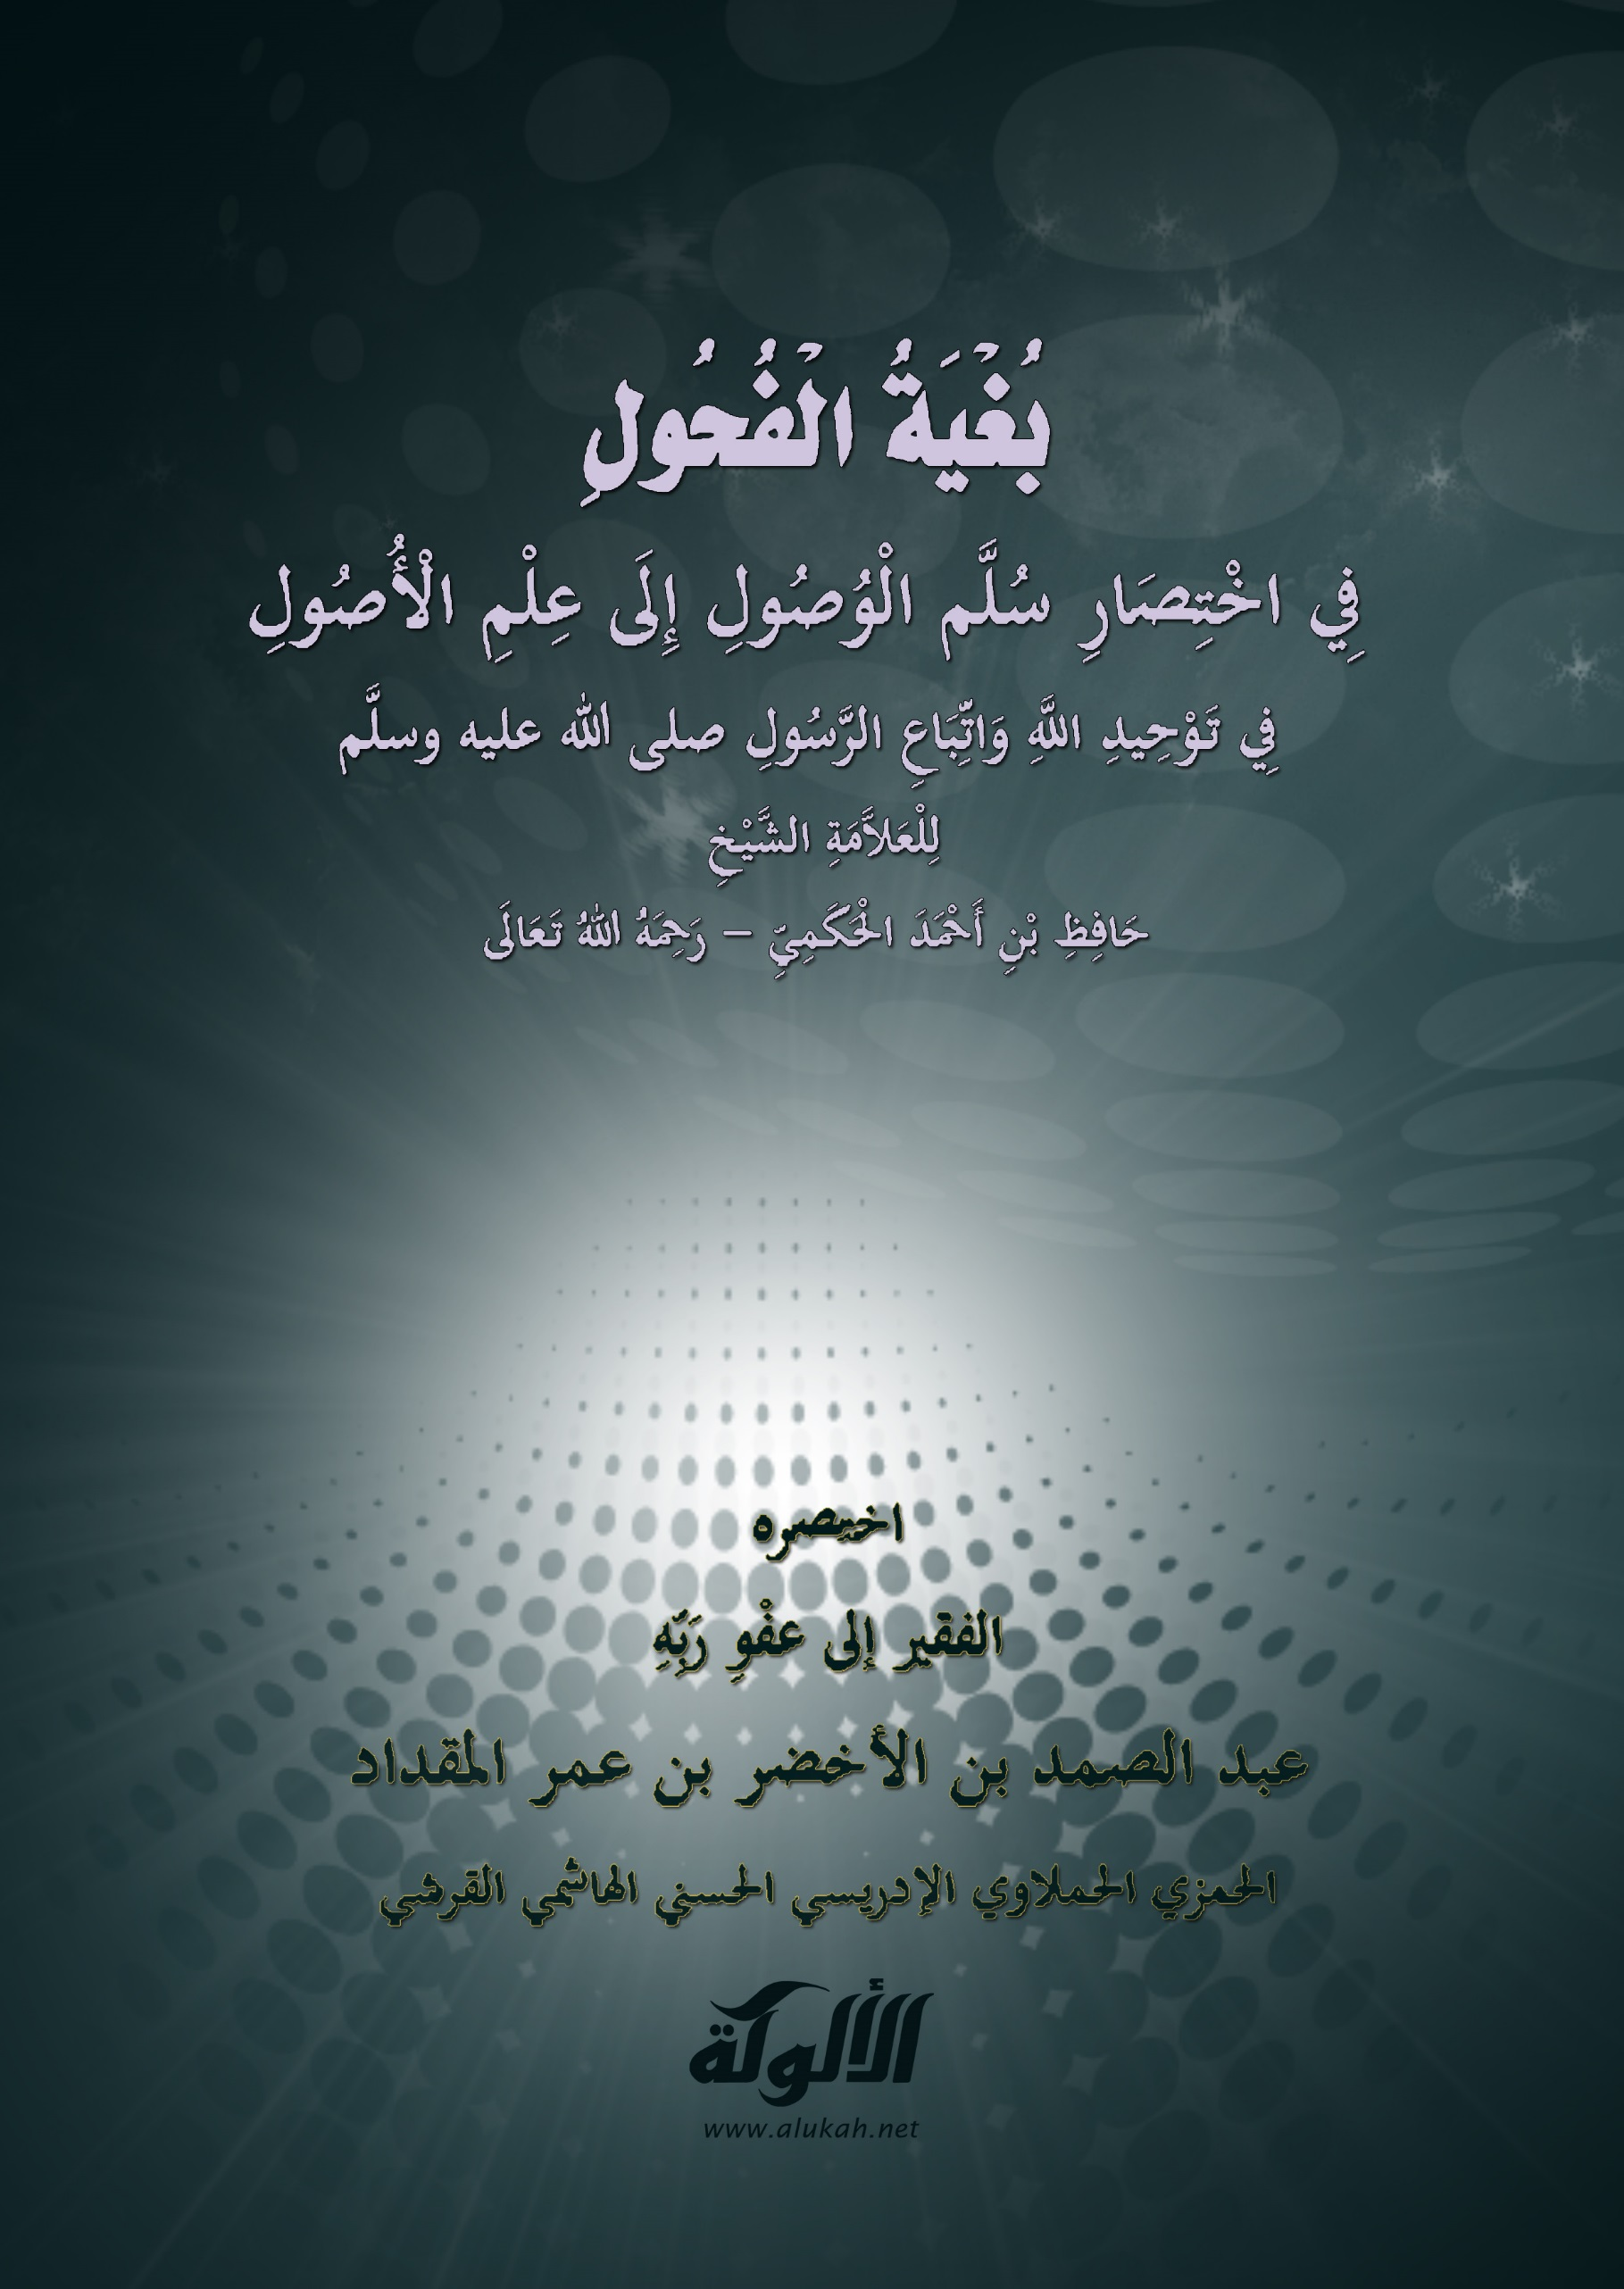 بُغْيَةُ الْفُحُولِ
فِي اخْتِصَارِ سُلَّم الْوُصُولِ إِلَى عِلْمِ الْأُصُولِ
فِي تَوْحِيدِ اللَّهِ وَاتِّبَاعِ الرَّسُولِ صلى الله عليه وسلَّم
لِلْعَلَّامَةِ الشَّيْخِ
حَافِظِ بْنِ أَحْمَدَ الْحَكَمِيِّ – رَحِمَهُ اللهُ تَعَالَى
اختصره
الفقير إلى عفْوِ رَبِّهِ
عبد الصمد بن الأخضر بن عمر المقداد
الحمزي الحملاوي الإدريسي الحسني الهاشمي القرشي
الألوكة
www.alukah.net